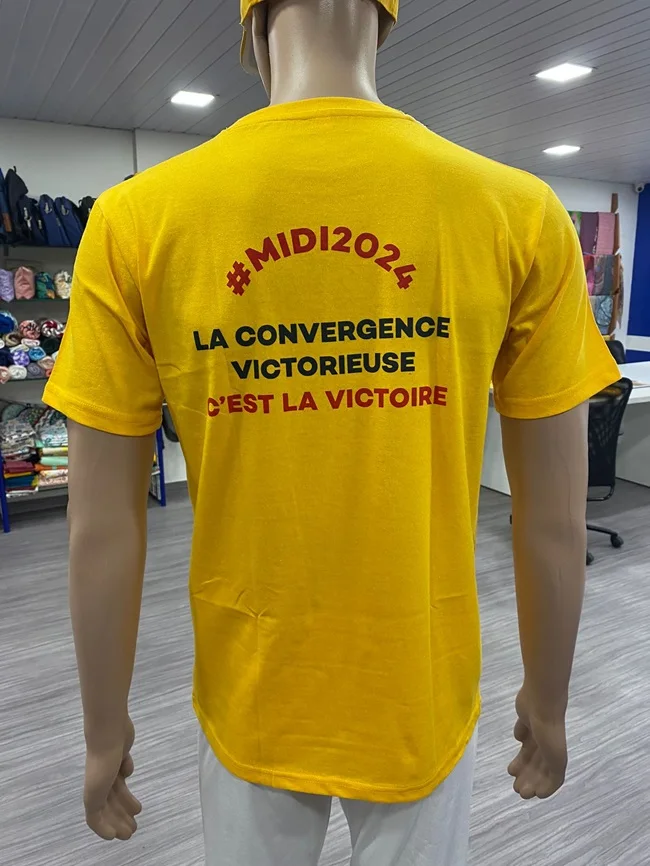 #MIDI2024
LA CONVERGENCE
VICTORIEUSE
C'EST LA VICTOIRE